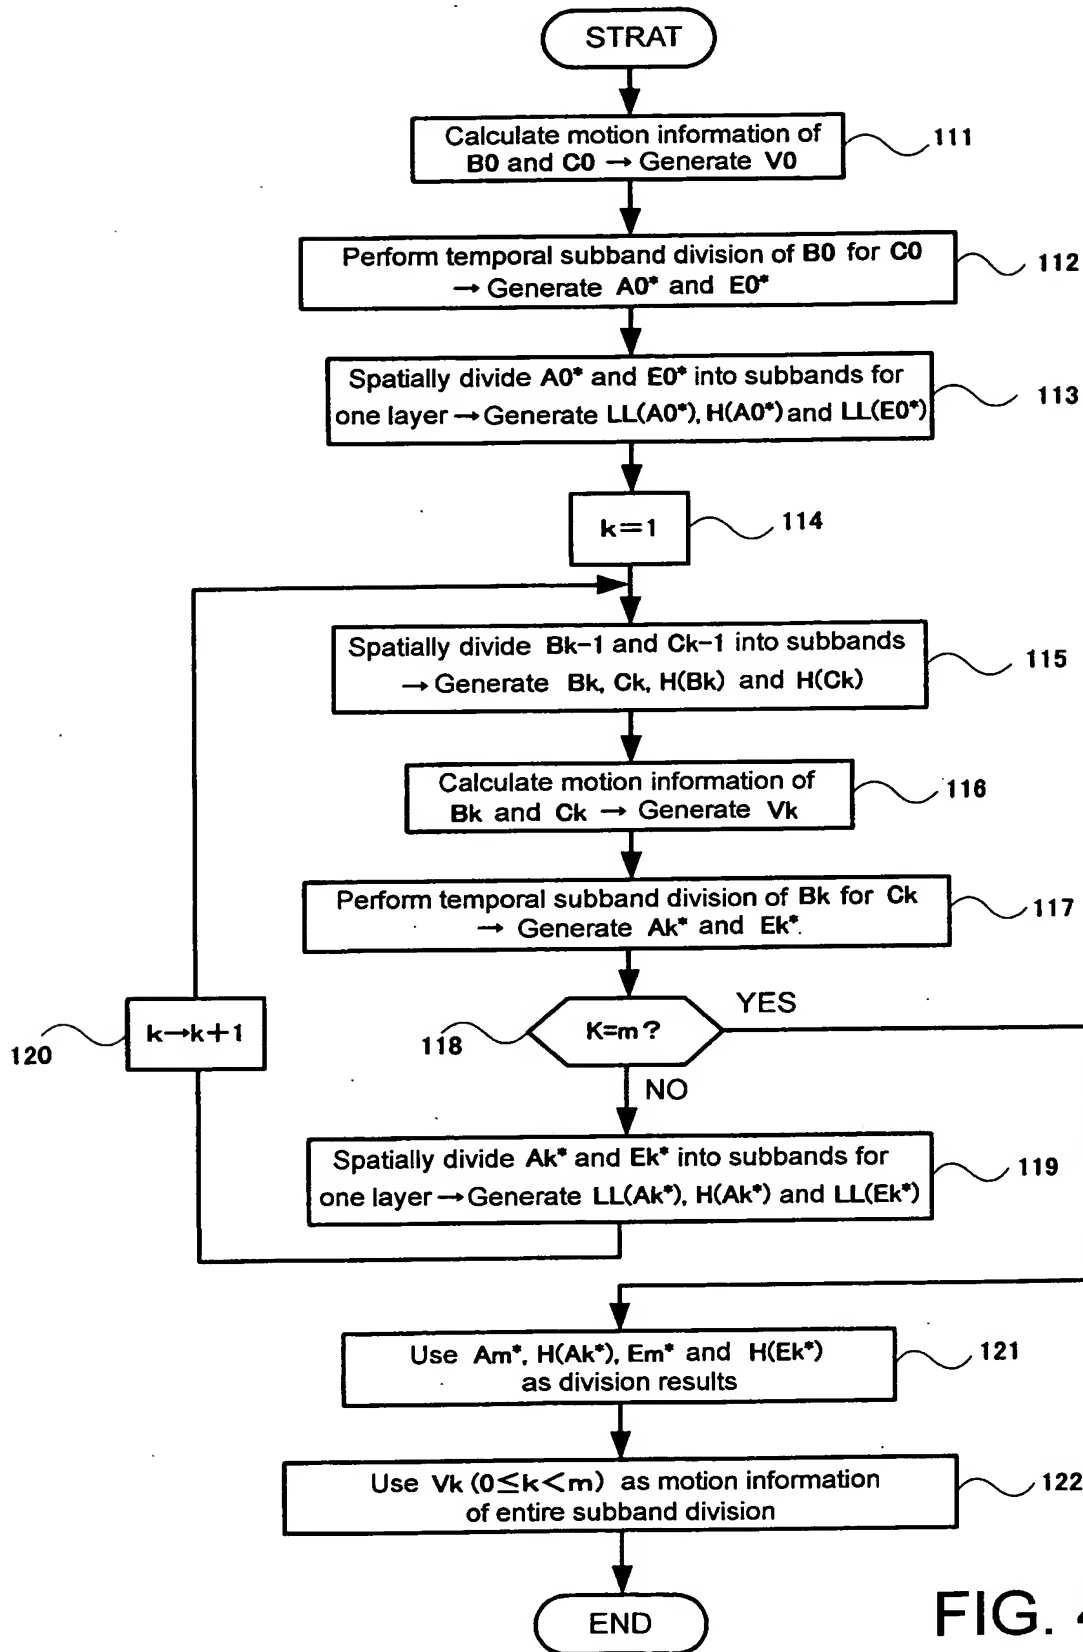 STRAT
Calculate motion information of
B0 and C0 → Generate V0
111
Perform temporal subband division of B0 for C0
→ Generate A0* and E0*
112
Spatially divide A0* and E0* into subbands for
one layer → Generate LL(A0*), H(A0*) and LL(E0*)
113
k=1
114
Spatially divide Bk-1 and Ck-1 into subbands
→ Generate Bk, Ck, H(Bk) and H(Ck)
115
Calculate motion information of
Bk and Ck → Generate Vk
116
Perform temporal subband division of Bk for Ck
→ Generate Ak* and Ek*.
117
K=m?
118
YES
NO
k→k+1
120
Spatially divide Ak* and Ek* into subbands for
one layer → Generate LL(Ak*), H(Ak*) and LL(Ek*)
119
Use Am*, H(Ak*), Em* and H(Ek*)
as division results
121
Use Vk (0≤k<m) as motion information
of entire subband division
122
END
FIG. 4